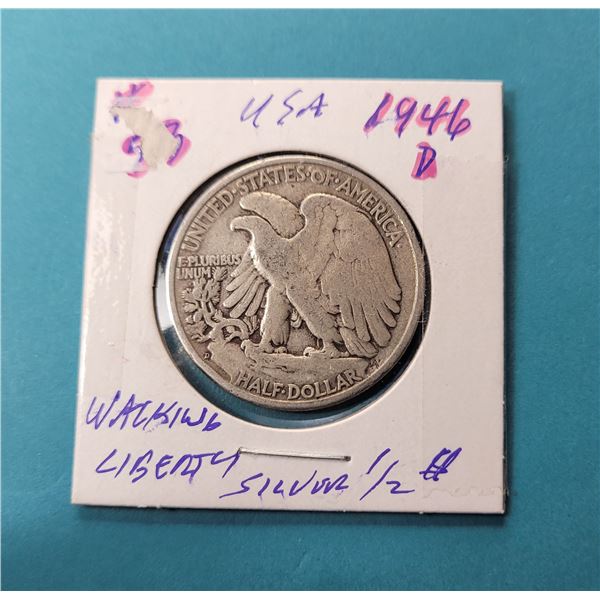 USA 1946
D
UNITED·STATES·OF·AMERICA
E·PLURIBUS
UNUM
D
HALF·DOLLAR
WALKING
LIBERTY
SILVER 1/2